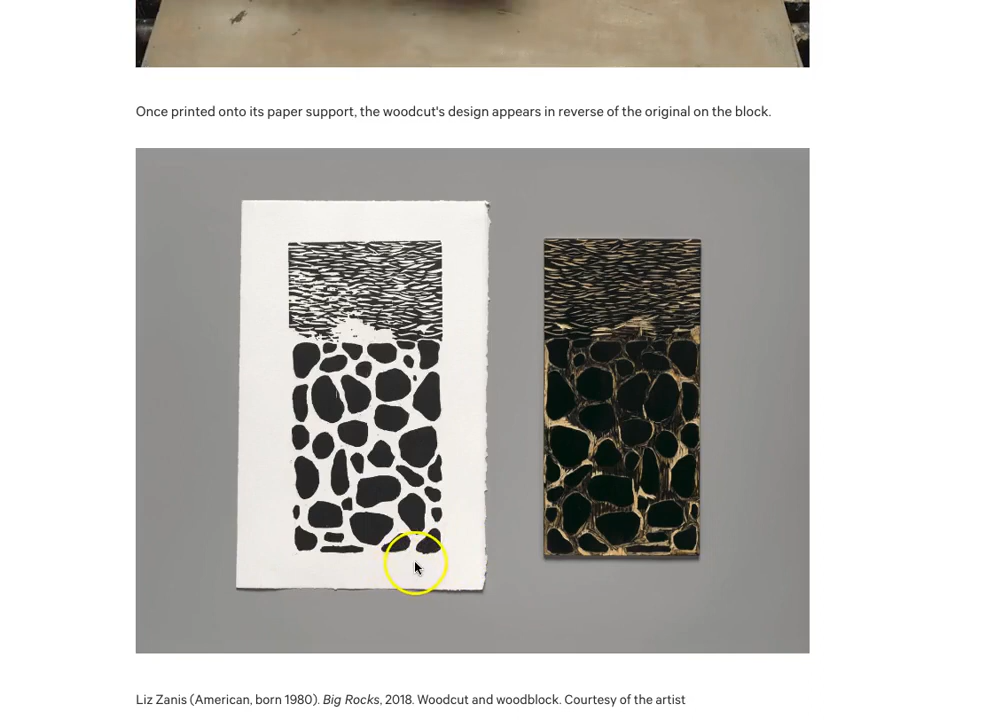 Once printed onto its paper support, the woodcut's design appears in reverse of the original on the block.
Liz Zanis (American, born 1980). Big Rocks, 2018. Woodcut and woodblock. Courtesy of the artist